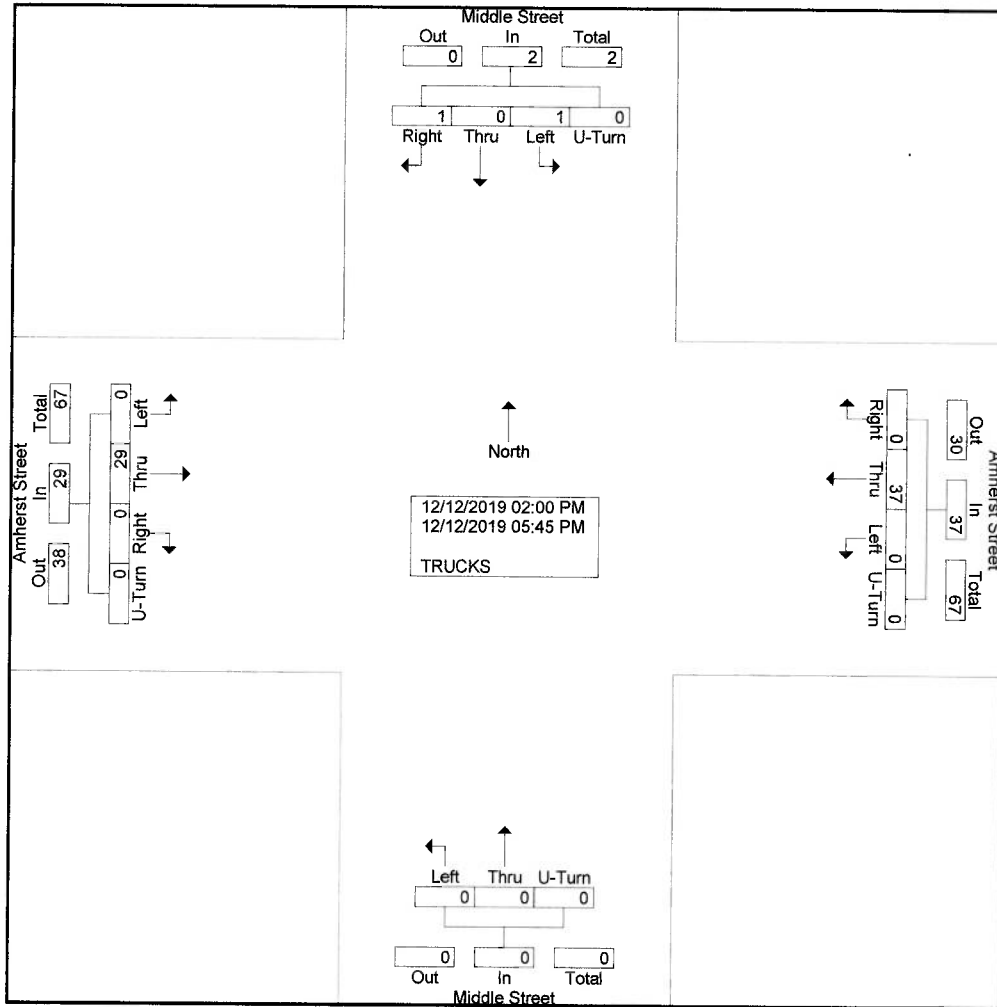 Middle Street
Out In Total
0 2 2
1 0 1 0
Right Thru Left U-Turn
Amherst Street
Total In Out
67 29 38
0 29 0 0
Left Thru Right U-Turn
North
12/12/2019 02:00 PM
12/12/2019 05:45 PM
TRUCKS
Right Thru Left U-Turn
0 37 0 0
Out In Total
30 37 67
Amherst Street
Left Thru U-Turn
0 0 0
0 0 0
Out In Total
Middle Street